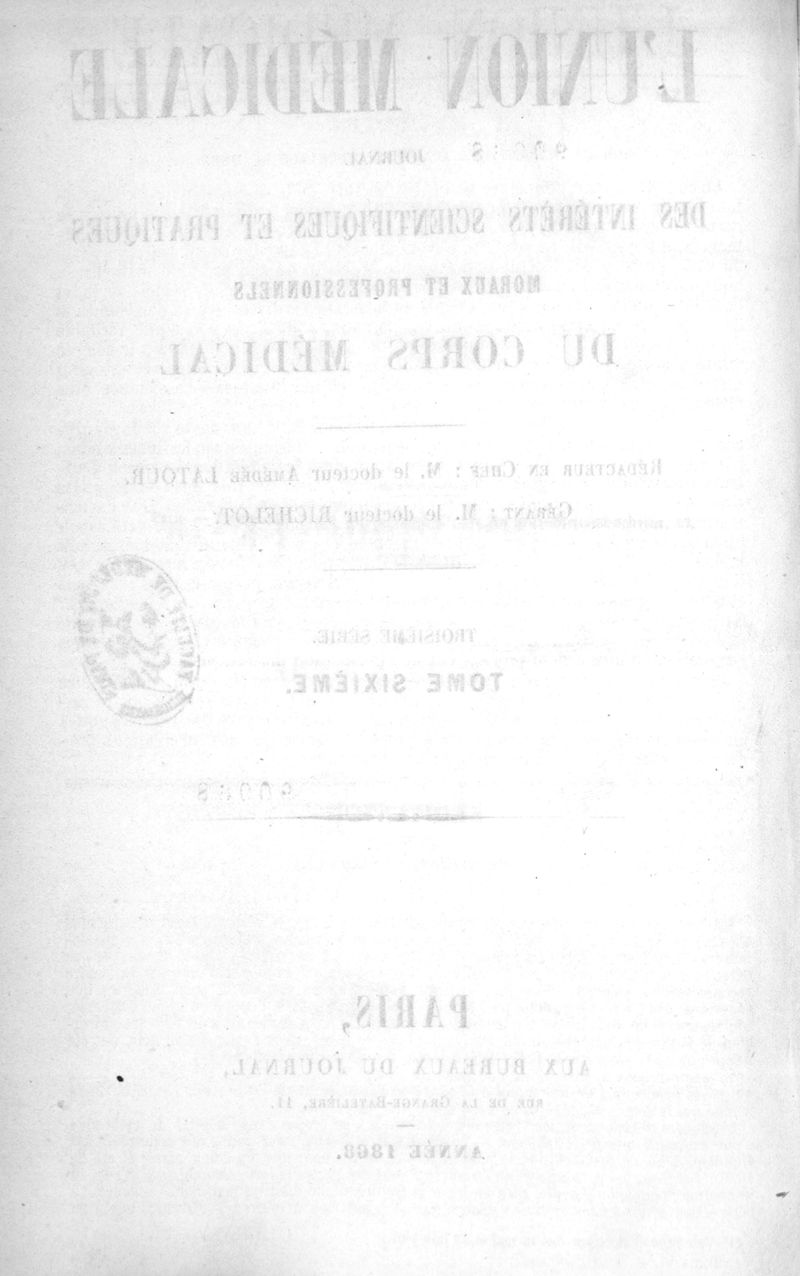 L'UNION MÉDICALE
JOURNAL
DES INTÉRÊTS SCIENTIFIQUES ET PRATIQUES
MORAUX ET PROFESSIONNELS
DU CORPS MÉDICAL
RÉDACTEUR EN CHEF : M. le docteur AMÉDÉE LATOUR.
GÉRANT : M. le docteur RICHELOT.
TROISIÈME SÉRIE.
TOME SIXIÈME.
PARIS,
AUX BUREAUX DU JOURNAL,
RUE DE LA GRANGE-BATELIÈRE, 11.
ANNÉE 1868.